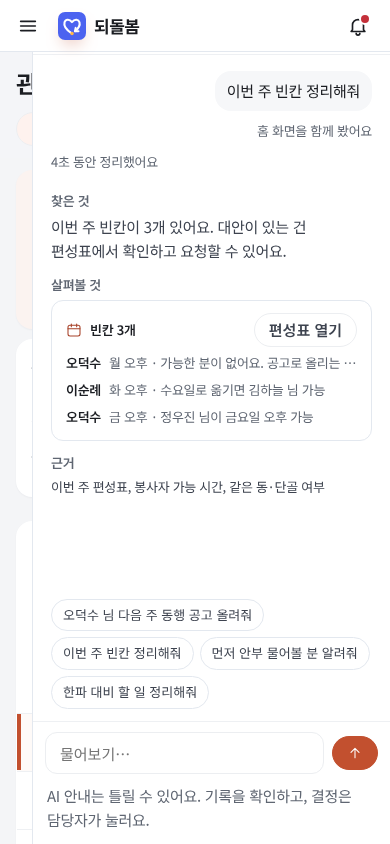 되돌봄
관
이번 주 빈칸 정리해줘
홈 화면을 함께 봤어요
4초 동안 정리했어요
찾은 것
이번 주 빈칸이 3개 있어요. 대안이 있는 건
편성표에서 확인하고 요청할 수 있어요.
살펴볼 것
빈칸 3개
편성표 열기
오덕수 월 오후 · 가능한 분이 없어요. 공고로 올리는 …
이순례 화 오후 · 수요일로 옮기면 김하늘 님 가능
오덕수 금 오후 · 정우진 님이 금요일 오후 가능
근거
이번 주 편성표, 봉사자 가능 시간, 같은 동·단골 여부
오덕수 님 다음 주 동행 공고 올려줘
이번 주 빈칸 정리해줘
먼저 안부 물어볼 분 알려줘
한파 대비 할 일 정리해줘
물어보기…
AI 안내는 틀릴 수 있어요. 기록을 확인하고, 결정은
담당자가 눌러요.